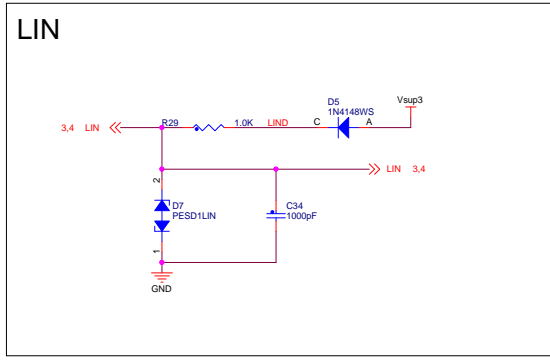 LIN
D5
1N4148WS
Vsup3
3,4 LIN
R29
1.0K
LIND
C
A
LIN 3,4
2
D7
PESD1LIN
C34
1000pF
1
GND